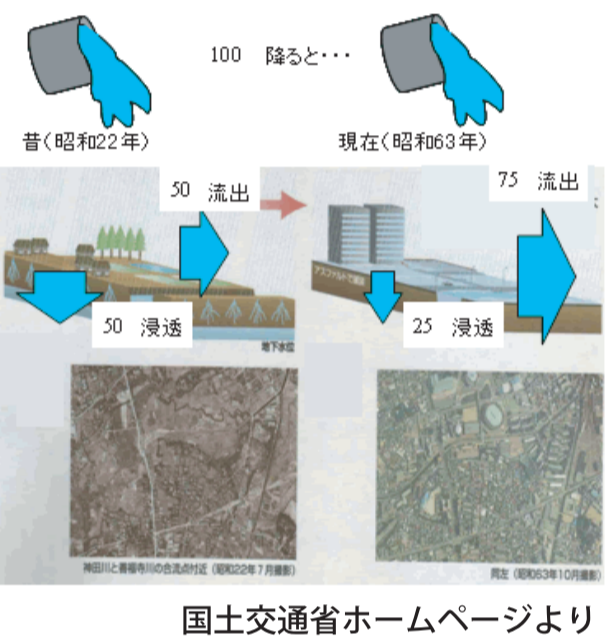 100 降ると・・・
昔(昭和22年)
現在(昭和63年)
50 流出
75 流出
アスファルトで舗装
50 浸透
25 浸透
地下水位
神田川と善福寺川の合流点付近(昭和22年7月撮影)
同左(昭和63年10月撮影)
国土交通省ホームページより